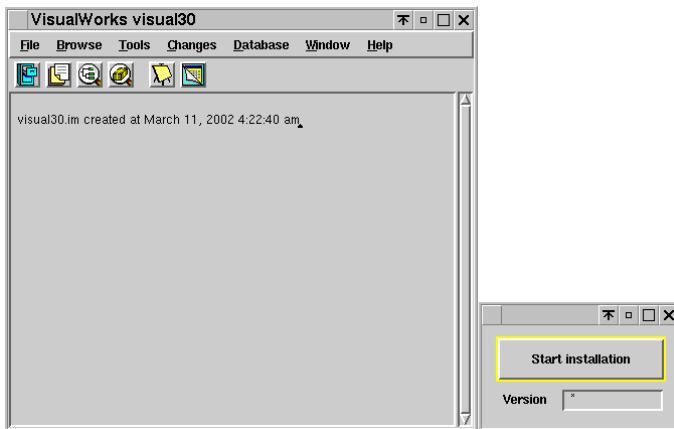 VisualWorks visual30
File Browse Tools Changes Database Window Help
visual30.im created at March 11, 2002 4:22:40 am
Start installation
Version *